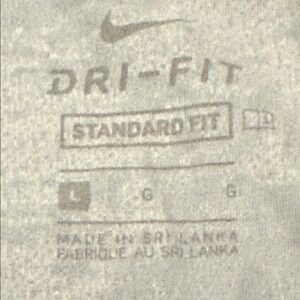 DRI-FIT
STANDARD FIT
L G G
MADE IN SRI LANKA
FABRIQUÉ AU SRI LANKA